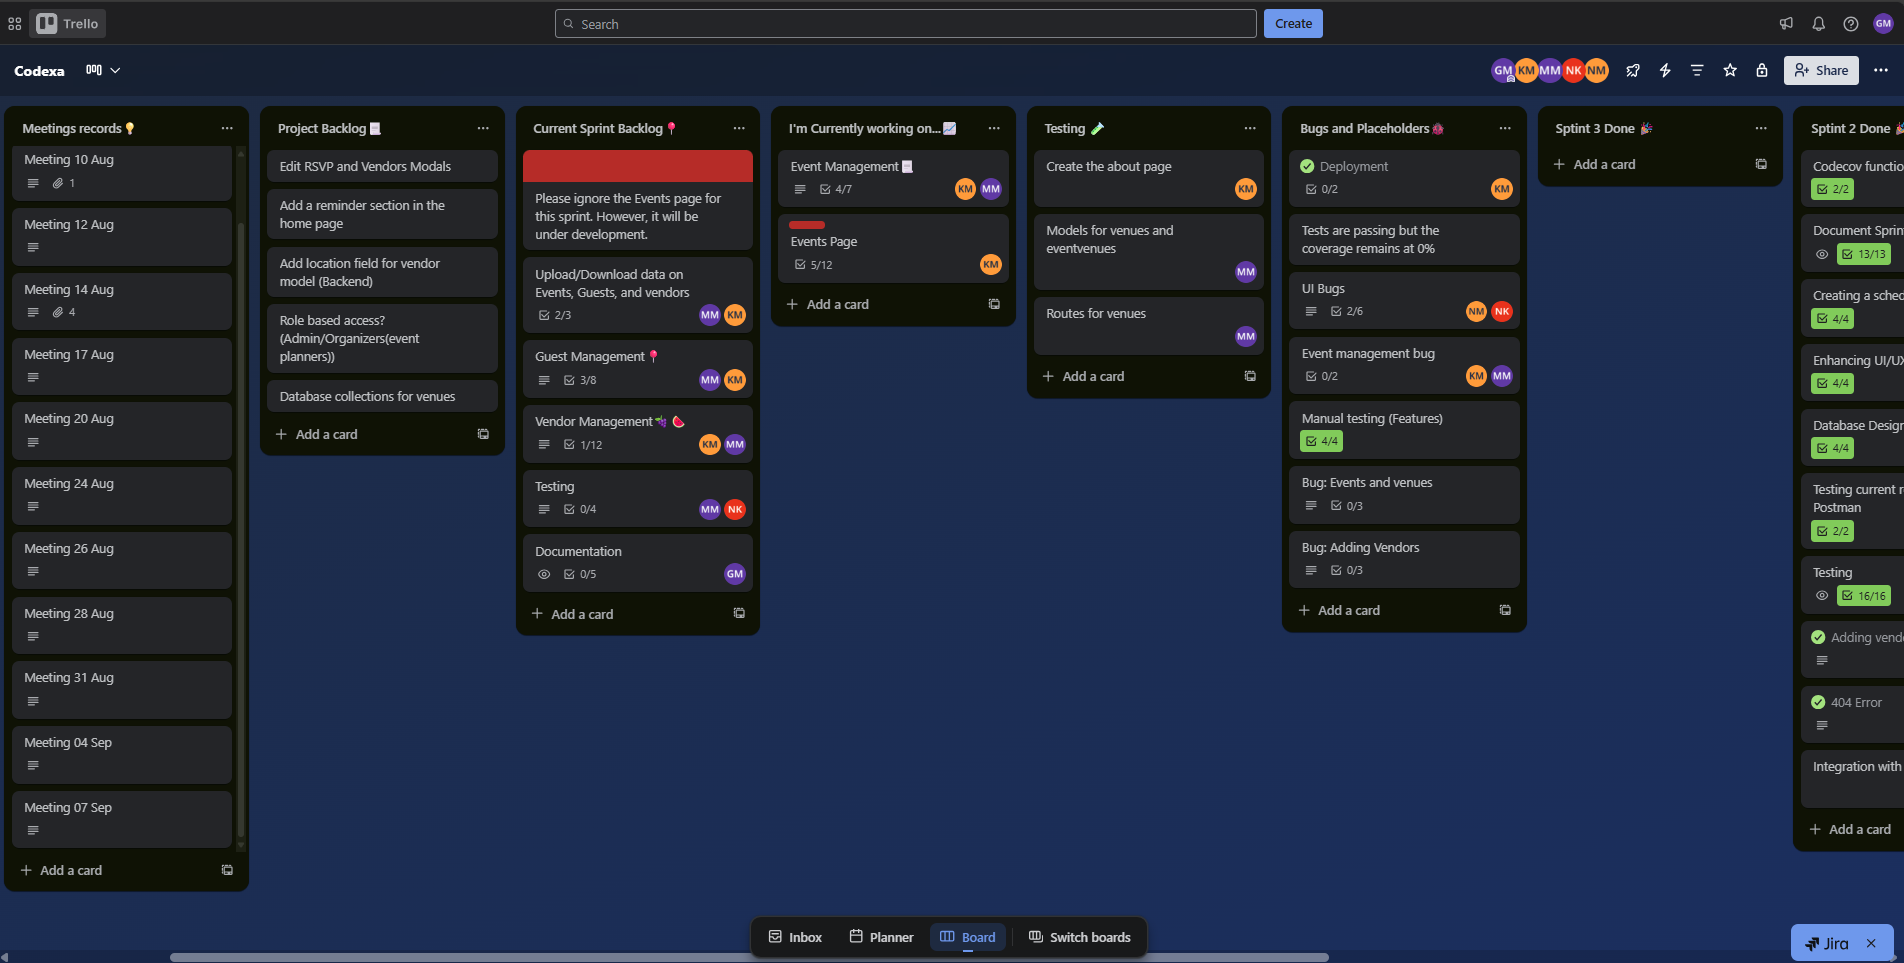 Trello
Search
Create
GM
Codexa
GM KM MM NK NM
Share
Meetings records
Meeting 10 Aug
1
Meeting 12 Aug
Meeting 14 Aug
4
Meeting 17 Aug
Meeting 20 Aug
Meeting 24 Aug
Meeting 26 Aug
Meeting 28 Aug
Meeting 31 Aug
Meeting 04 Sep
Meeting 07 Sep
Add a card
Project Backlog
Edit RSVP and Vendors Modals
Add a reminder section in the
home page
Add location field for vendor
model (Backend)
Role based access?
(Admin/Organizers(event
planners))
Database collections for venues
Add a card
Current Sprint Backlog
Please ignore the Events page for
this sprint. However, it will be
under development.
Upload/Download data on
Events, Guests, and vendors
2/3 MM KM
Guest Management
3/8 MM KM
Vendor Management
1/12 KM MM
Testing
0/4 MM NK
Documentation
0/5 GM
Add a card
I'm Currently working on...
Event Management
4/7 KM MM
Events Page
5/12 KM
Add a card
Testing
Create the about page
KM
Models for venues and
eventvenues
MM
Routes for venues
MM
Add a card
Bugs and Placeholders
Deployment
0/2 KM
Tests are passing but the
coverage remains at 0%
UI Bugs
2/6 NM NK
Event management bug
0/2 KM MM
Manual testing (Features)
4/4
Bug: Events and venues
0/3
Bug: Adding Vendors
0/3
Add a card
Sptint 3 Done
Add a card
Sptint 2 Done
Codecov functio
2/2
Document Sprin
13/13
Creating a sched
4/4
Enhancing UI/UX
4/4
Database Design
4/4
Testing current r
Postman
2/2
Testing
16/16
Adding vend
404 Error
Integration with
Add a card
Inbox
Planner
Board
Switch boards
Jira